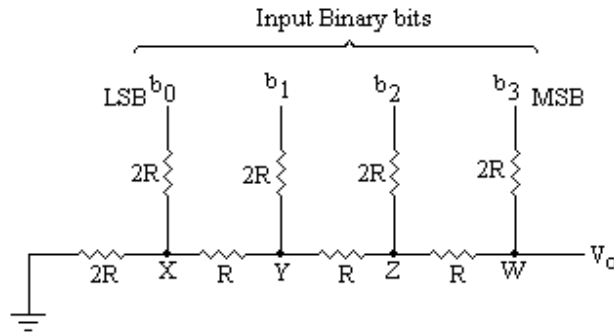 Input Binary bits
LSB b0 b1 b2 b3 MSB
2R 2R 2R 2R
2R X R Y R Z R W Vo